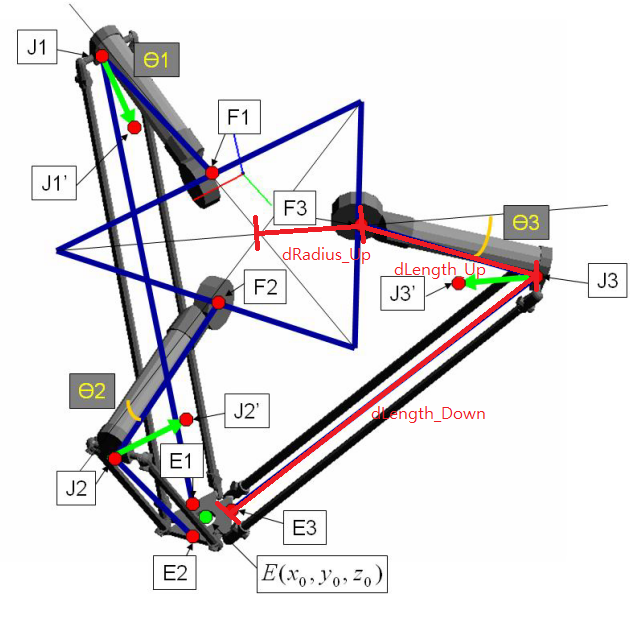 J1
ϴ1
F1
J1’
F3
ϴ3
dRadius_Up
dLength_Up
J3
F2
J3’
ϴ2
J2’
dLength_Down
E1
J2
E3
E2
E(x₀, y₀, z₀)